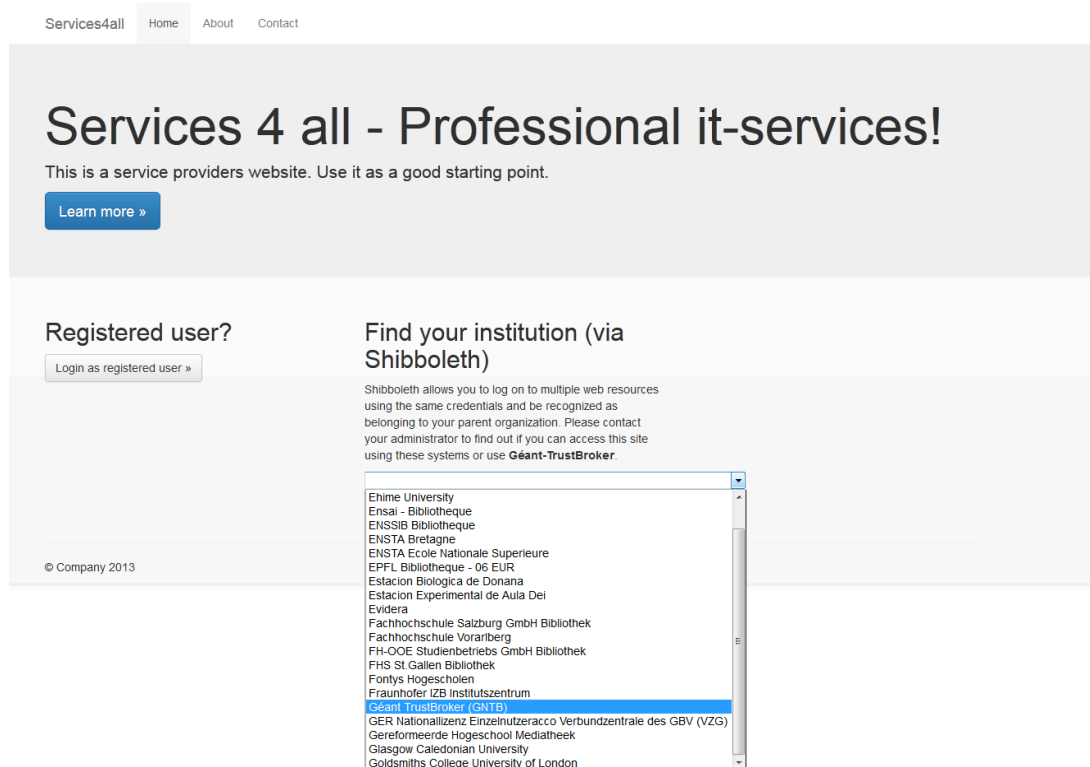 Services4all Home About Contact
Services 4 all - Professional it-services!
This is a service providers website. Use it as a good starting point.
Learn more »
Registered user?
Login as registered user »
Find your institution (via
Shibboleth)
Shibboleth allows you to log on to multiple web resources
using the same credentials and be recognized as
belonging to your parent organization. Please contact
your administrator to find out if you can access this site
using these systems or use Géant-TrustBroker.
Ehime University
Ensai - Bibliotheque
ENSSIB Bibliotheque
ENSTA Bretagne
ENSTA Ecole Nationale Superieure
EPFL Bibliotheque - 06 EUR
Estacion Biologica de Donana
Estacion Experimental de Aula Dei
Evidera
Fachhochschule Salzburg GmbH Bibliothek
Fachhochschule Vorarlberg
FH-OOE Studienbetriebs GmbH Bibliothek
FHS St.Gallen Bibliothek
Fontys Hogescholen
Fraunhofer IZB Institutszentrum
Géant TrustBroker (GNTB)
GER Nationallizenz Einzelnutzeracco Verbundzentrale des GBV (VZG)
Gereformeerde Hogeschool Mediatheek
Glasgow Caledonian University
Goldsmiths College University of London
© Company 2013